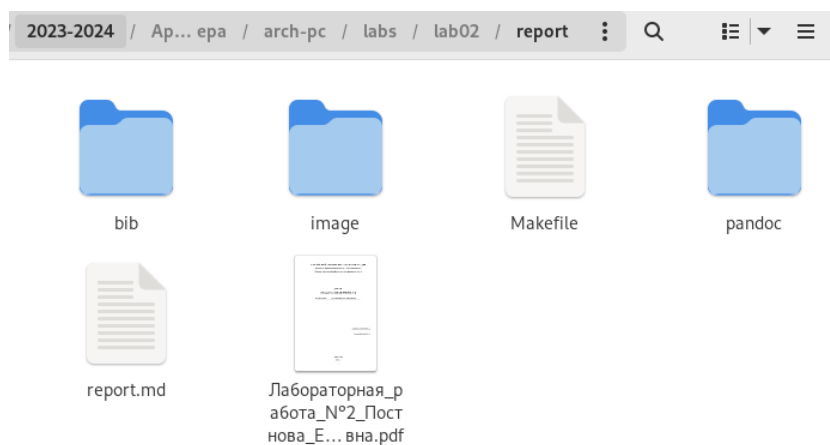 / 2023-2024 / Ар... ера / arch-pc / labs / lab02 / report
bib
image
Makefile
pandoc
report.md
Лабораторная_р
абота_№2_Пост
нова_Е... вна.pdf